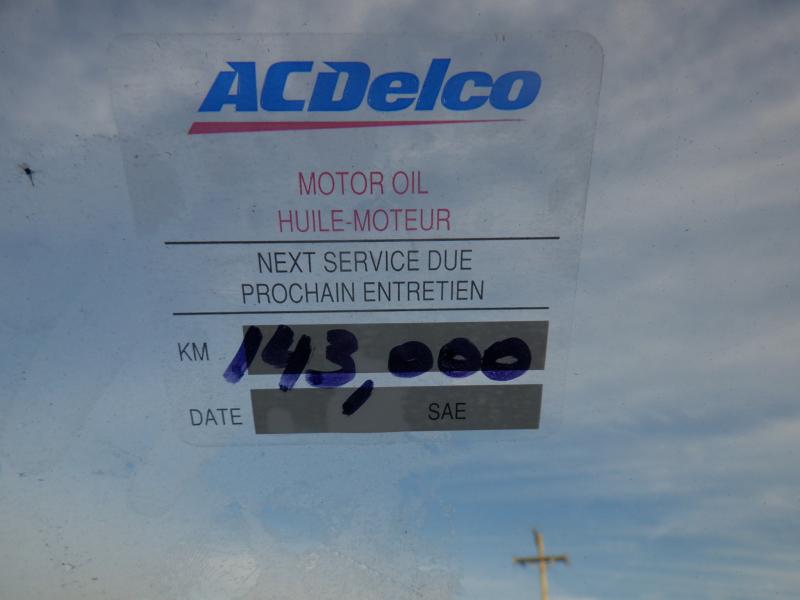 ACDelco
MOTOR OIL
HUILE-MOTEUR
NEXT SERVICE DUE
PROCHAIN ENTRETIEN
KM 143,000
DATE SAE